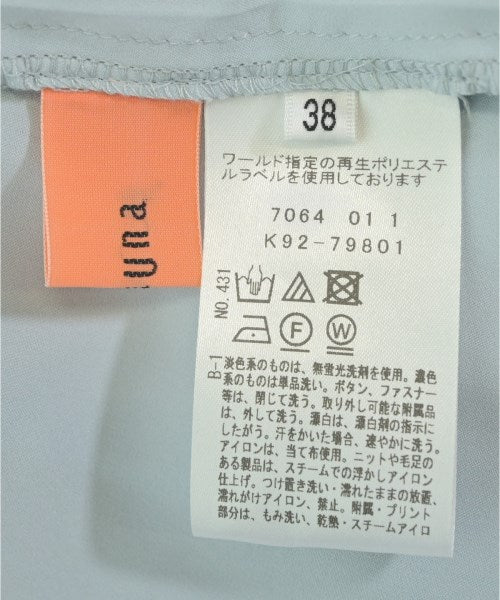 una
38
ワールド指定の再生ポリエステ
ルラベルを使用しております
7064 01 1
K92-79801
NO.431
F
W
B-1
淡色系のものは、無蛍光洗剤を使用。濃色
系のものは単品洗い。ボタン、ファスナー
等は、閉じて洗う。取り外し可能な附属品
は、外して洗う。漂白は、漂白剤の指示に
したがう。汗をかいた場合、速やかに洗う。
アイロンは、当て布使用。ニットや毛足の
ある製品は、スチームでの浮かしアイロン
仕上げ。つけ置き洗い・濡れたままの放置、
濡れがけアイロン、禁止。附属・プリント
部分は、もみ洗い、乾熱・スチームアイロ